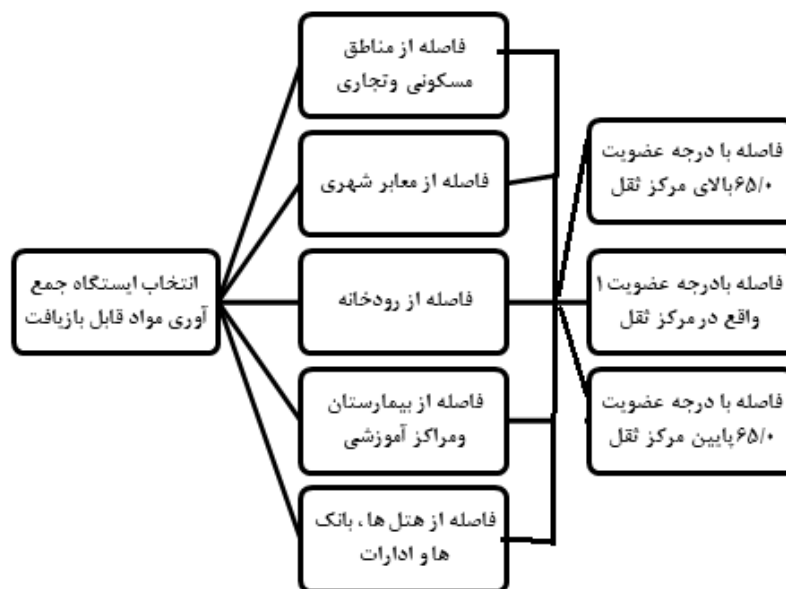 فاصله از مناطق
مسکونی وتجاری
فاصله از معابر شهری
فاصله از رودخانه
فاصله از بیمارستان
ومراکز آموزشی
فاصله از هتل ها ، بانک
ها و ادارات
انتخاب ایستگاه جمع
آوری مواد قابل بازیافت
فاصله با درجه عضویت
۶۵/۰بالای مرکز ثقل
فاصله بادرجه عضویت۱
واقع در مرکز ثقل
فاصله با درجه عضویت
۶۵/۰پایین مرکز ثقل